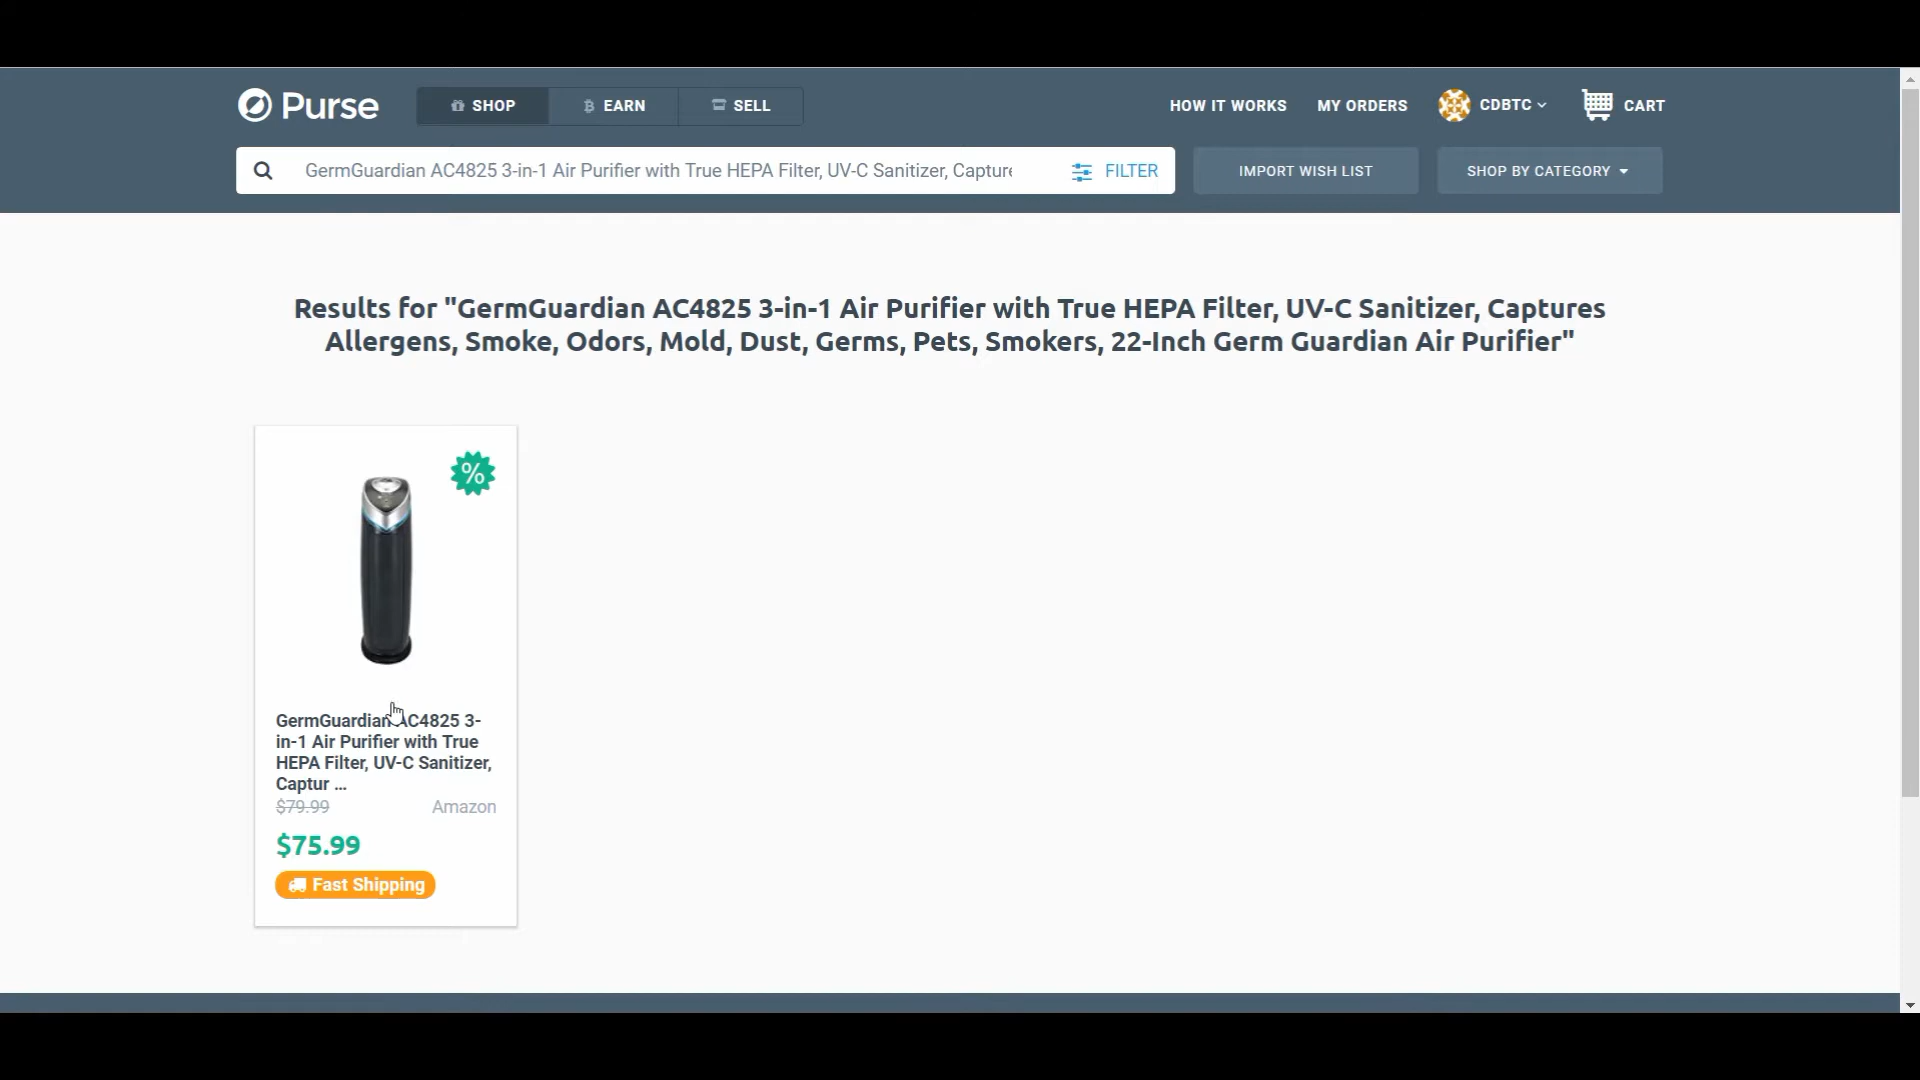 Purse
SHOP
EARN
SELL
HOW IT WORKS
MY ORDERS
CDBTC
CART
GermGuardian AC4825 3-in-1 Air Purifier with True HEPA Filter, UV-C Sanitizer, Capture
FILTER
IMPORT WISH LIST
SHOP BY CATEGORY
Results for "GermGuardian AC4825 3-in-1 Air Purifier with True HEPA Filter, UV-C Sanitizer, Captures
Allergens, Smoke, Odors, Mold, Dust, Germs, Pets, Smokers, 22-Inch Germ Guardian Air Purifier"
%
GermGuardian AC4825 3-
in-1 Air Purifier with True
HEPA Filter, UV-C Sanitizer,
Captur ...
$79.99
Amazon
$75.99
Fast Shipping